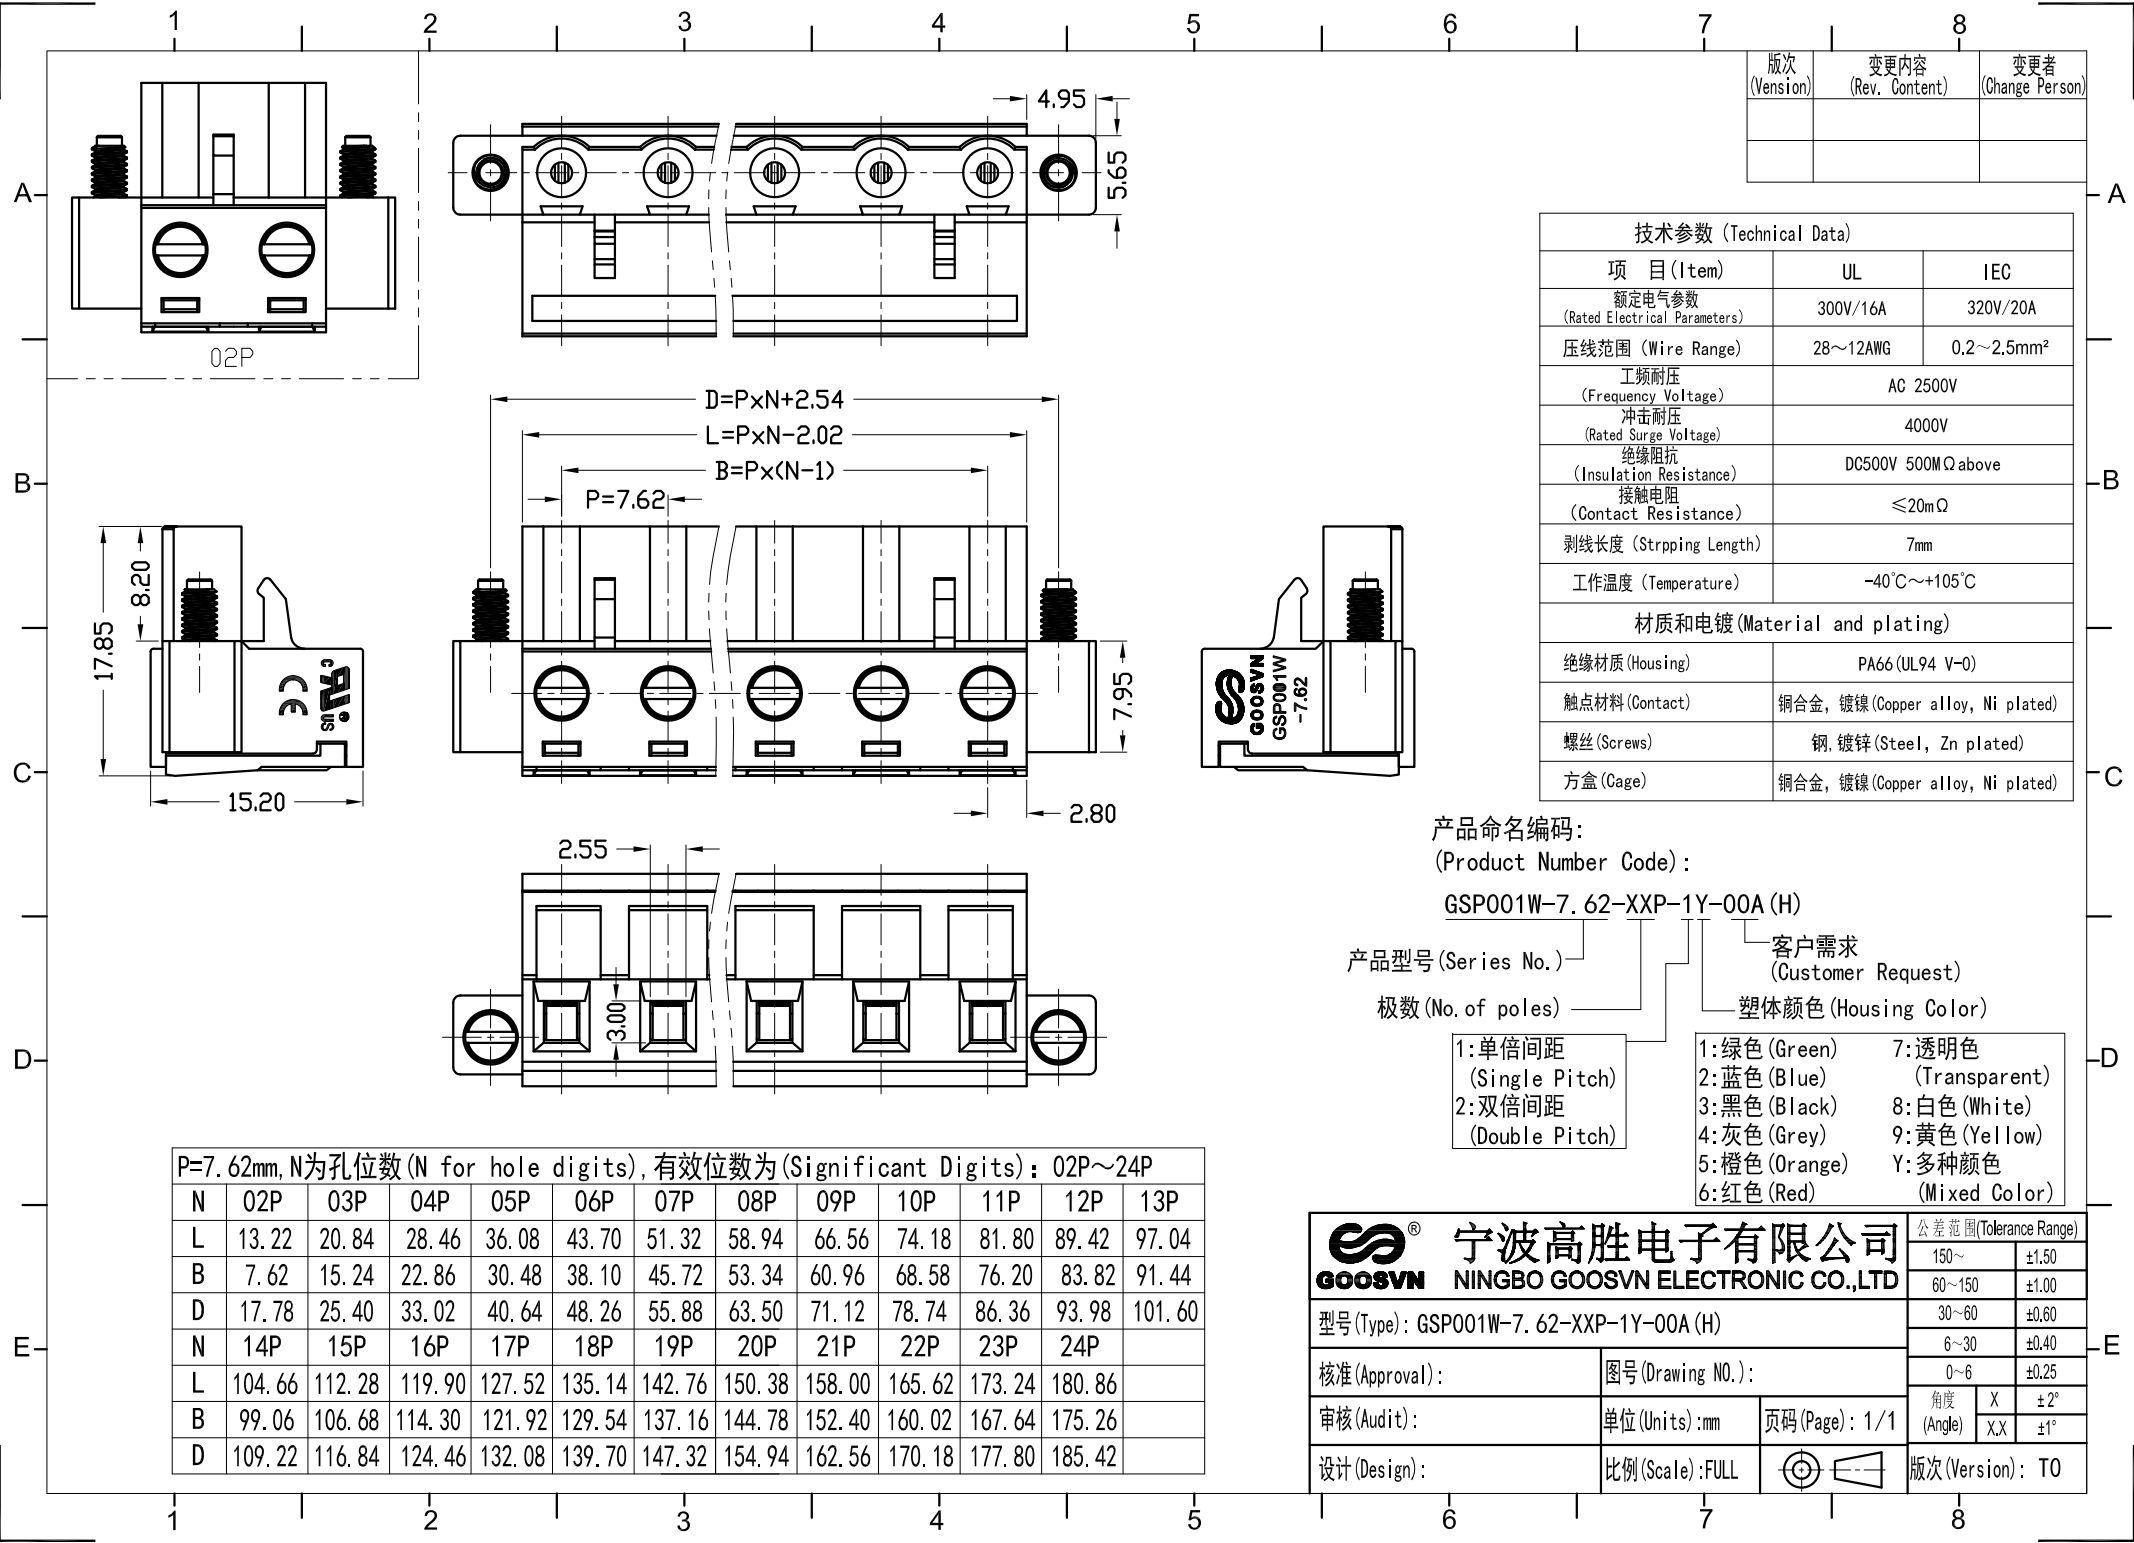 1 2 3 4 5 6 7 8
A
B
C
D
E
A
B
C
D
E
1 2 3 4 5 6 7 8
版次 变更内容 变更者
(Vension) (Rev. Content) (Change Person)
02P
4.95
5.65
D=PxN+2.54
L=PxN-2.02
B=Px(N-1)
P=7.62
8.20
17.85
15.20
C UL ® US
CE
7.95
2.80
GOOSVN
GSP001W
-7.62
2.55
3.00
技术参数 (Technical Data)
项 目(Item) UL IEC
额定电气参数
(Rated Electrical Parameters) 300V/16A 320V/20A
压线范围 (Wire Range) 28~12AWG 0.2~2.5mm²
工频耐压
(Frequency Voltage) AC 2500V
冲击耐压
(Rated Surge Voltage) 4000V
绝缘阻抗
(Insulation Resistance) DC500V 500MΩabove
接触电阻
(Contact Resistance) ≤20mΩ
剥线长度 (Strpping Length) 7mm
工作温度 (Temperature) -40℃~+105℃
材质和电镀(Material and plating)
绝缘材质(Housing) PA66(UL94 V-0)
触点材料(Contact) 铜合金, 镀镍(Copper alloy, Ni plated)
螺丝(Screws) 钢,镀锌(Steel, Zn plated)
方盒(Cage) 铜合金, 镀镍(Copper alloy, Ni plated)
产品命名编码:
(Product Number Code):
GSP001W-7.62-XXP-1Y-00A(H)
产品型号(Series No.)
客户需求
(Customer Request)
极数(No.of poles)
塑体颜色(Housing Color)
1:单倍间距
(Single Pitch)
2:双倍间距
(Double Pitch)
1:绿色(Green) 7:透明色
2:蓝色(Blue) (Transparent)
3:黑色(Black) 8:白色(White)
4:灰色(Grey) 9:黄色(Yellow)
5:橙色(Orange) Y:多种颜色
6:红色(Red) (Mixed Color)
P=7.62mm,N为孔位数(N for hole digits),有效位数为(Significant Digits): 02P~24P
N 02P 03P 04P 05P 06P 07P 08P 09P 10P 11P 12P 13P
L 13.22 20.84 28.46 36.08 43.70 51.32 58.94 66.56 74.18 81.80 89.42 97.04
B 7.62 15.24 22.86 30.48 38.10 45.72 53.34 60.96 68.58 76.20 83.82 91.44
D 17.78 25.40 33.02 40.64 48.26 55.88 63.50 71.12 78.74 86.36 93.98 101.60
N 14P 15P 16P 17P 18P 19P 20P 21P 22P 23P 24P
L 104.66 112.28 119.90 127.52 135.14 142.76 150.38 158.00 165.62 173.24 180.86
B 99.06 106.68 114.30 121.92 129.54 137.16 144.78 152.40 160.02 167.64 175.26
D 109.22 116.84 124.46 132.08 139.70 147.32 154.94 162.56 170.18 177.80 185.42
® 宁波高胜电子有限公司
GOOSVN NINGBO GOOSVN ELECTRONIC CO.,LTD
型号(Type): GSP001W-7.62-XXP-1Y-00A(H)
核准(Approval): 图号(Drawing NO.):
审核(Audit): 单位(Units):mm 页码(Page): 1/1
设计(Design): 比例(Scale):FULL 版次(Version): T0
公差范围(Tolerance Range)
150~ ±1.50
60~150 ±1.00
30~60 ±0.60
6~30 ±0.40
0~6 ±0.25
角度 X ±2°
(Angle) X.X ±1°